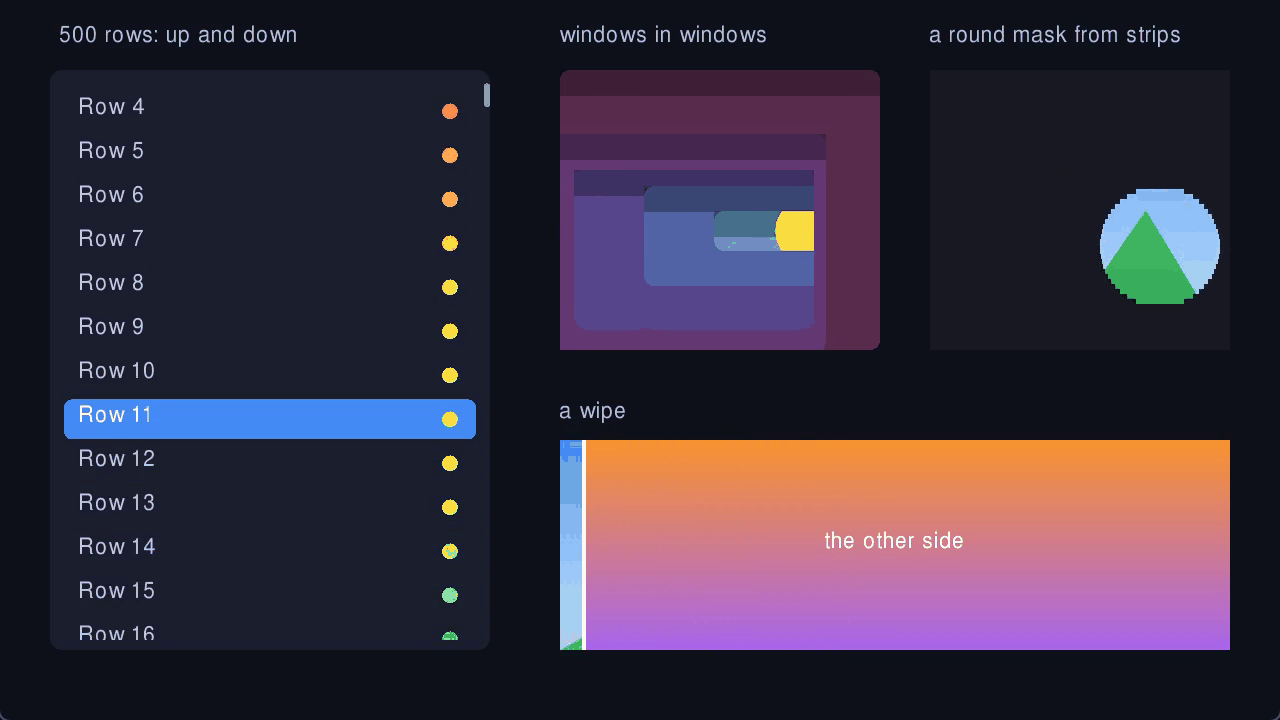 500 rows: up and down
Row 4
Row 5
Row 6
Row 7
Row 8
Row 9
Row 10
Row 11
Row 12
Row 13
Row 14
Row 15
Row 16
windows in windows
a round mask from strips
a wipe
the other side